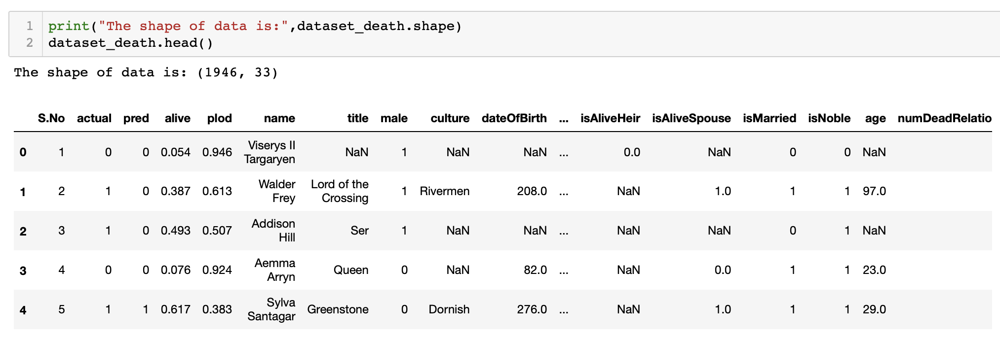 1 print("The shape of data is:",dataset_death.shape)
2 dataset_death.head()
The shape of data is: (1946, 33)
S.No actual pred alive plod name title male culture dateOfBirth ... isAliveHeir isAliveSpouse isMarried isNoble age numDeadRelatio
0 1 0 0 0.054 0.946 Viserys II Targaryen NaN 1 NaN NaN ... 0.0 NaN 0 0 NaN
1 2 1 0 0.387 0.613 Walder Frey Lord of the Crossing 1 Rivermen 208.0 ... NaN 1.0 1 1 97.0
2 3 1 0 0.493 0.507 Addison Hill Ser 1 NaN NaN ... NaN NaN 0 1 NaN
3 4 0 0 0.076 0.924 Aemma Arryn Queen 0 NaN 82.0 ... NaN 0.0 1 1 23.0
4 5 1 1 0.617 0.383 Sylva Santagar Greenstone 0 Dornish 276.0 ... NaN 1.0 1 1 29.0